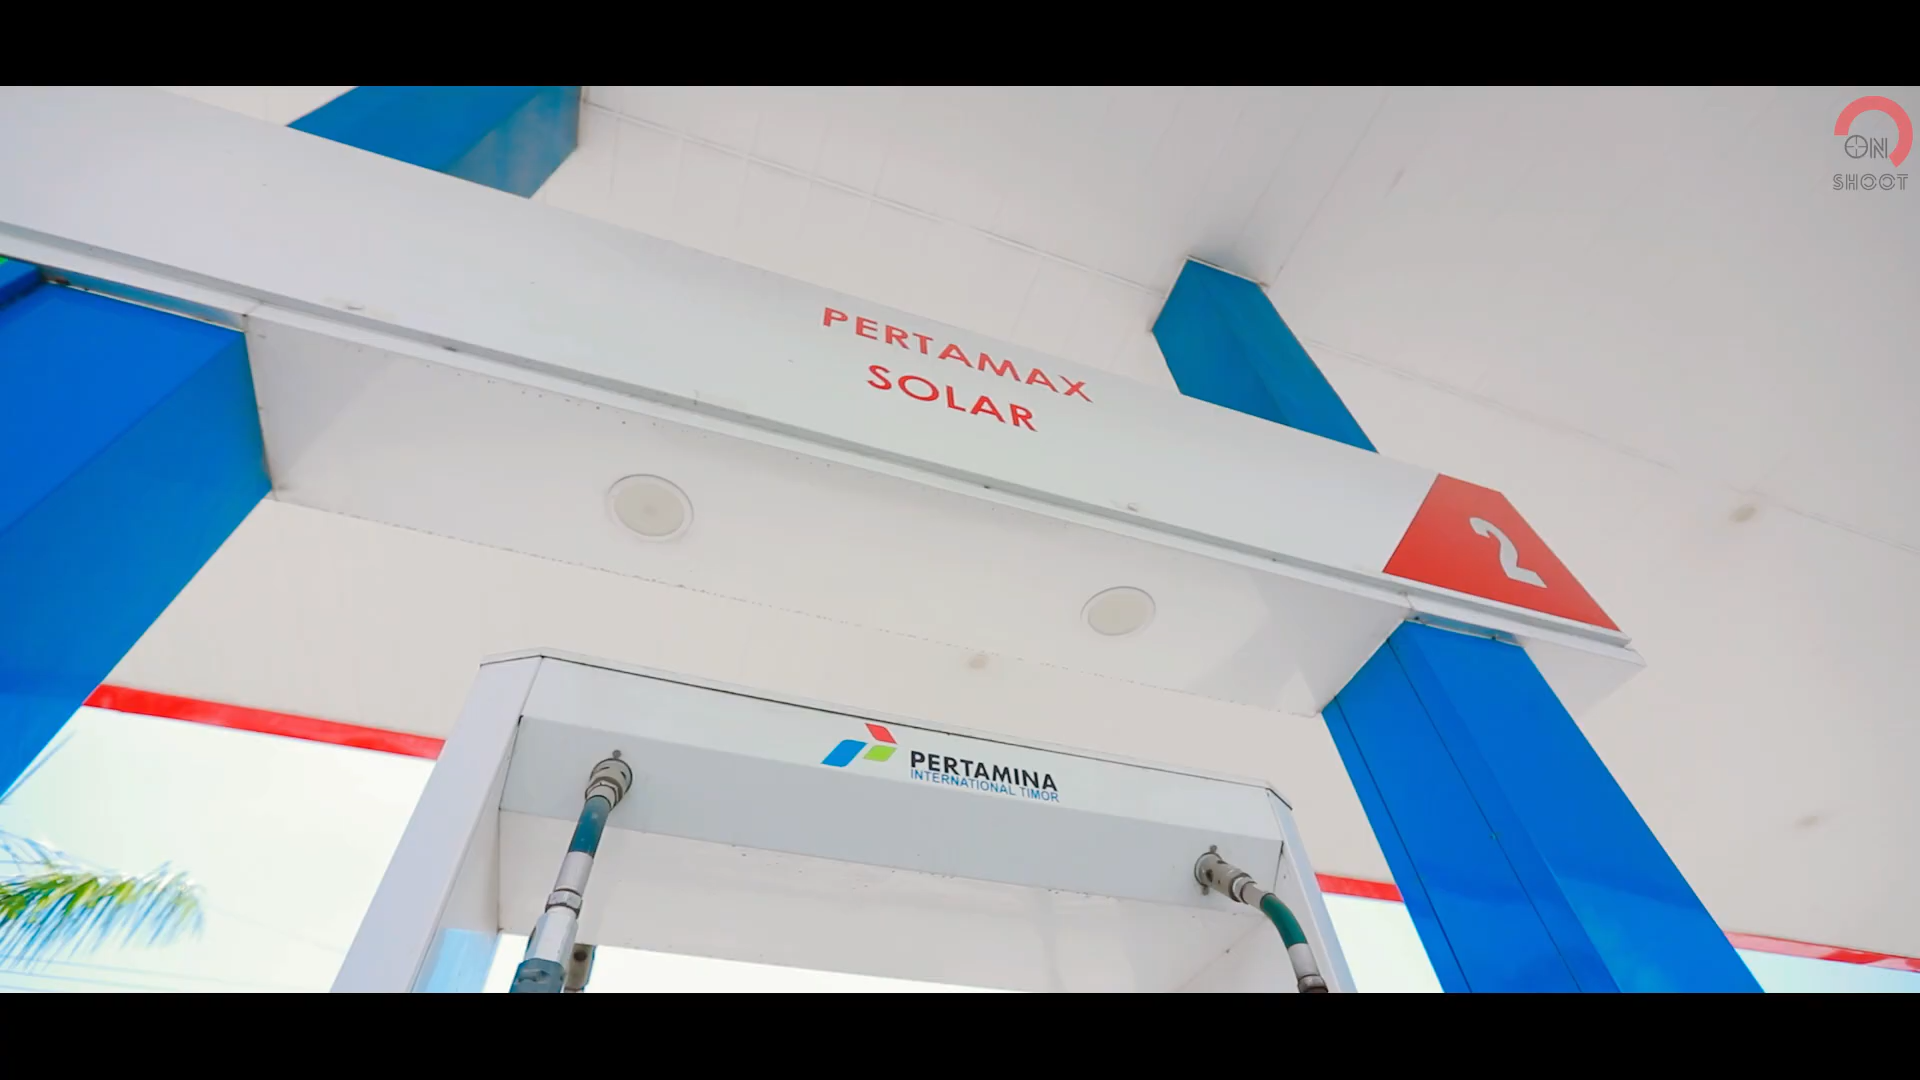 ON
SHOOT
PERTAMAX
SOLAR
2
PERTAMINA
INTERNATIONAL TIMOR